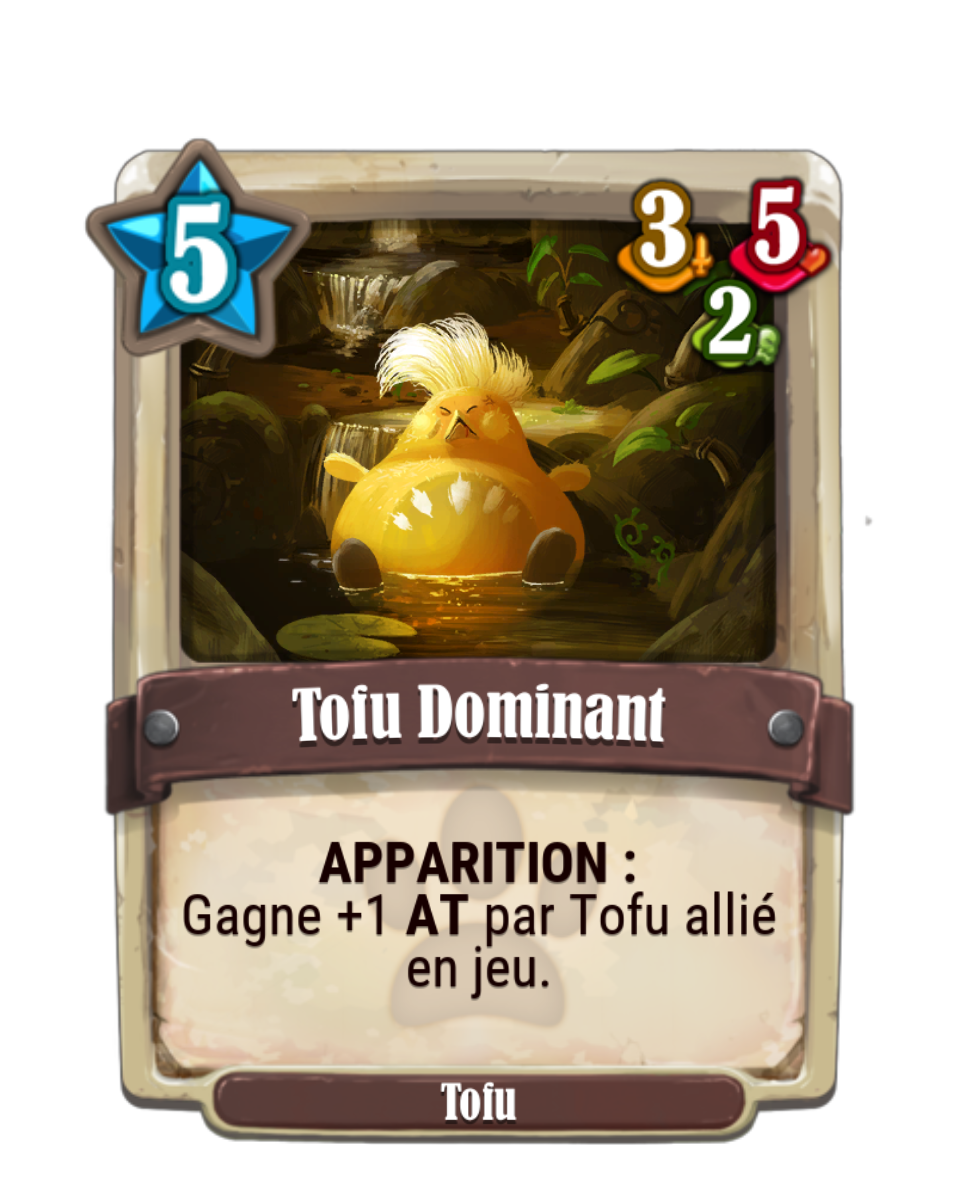 5
3 5
2
Tofu Dominant
APPARITION :
Gagne +1 AT par Tofu allié
en jeu.
Tofu